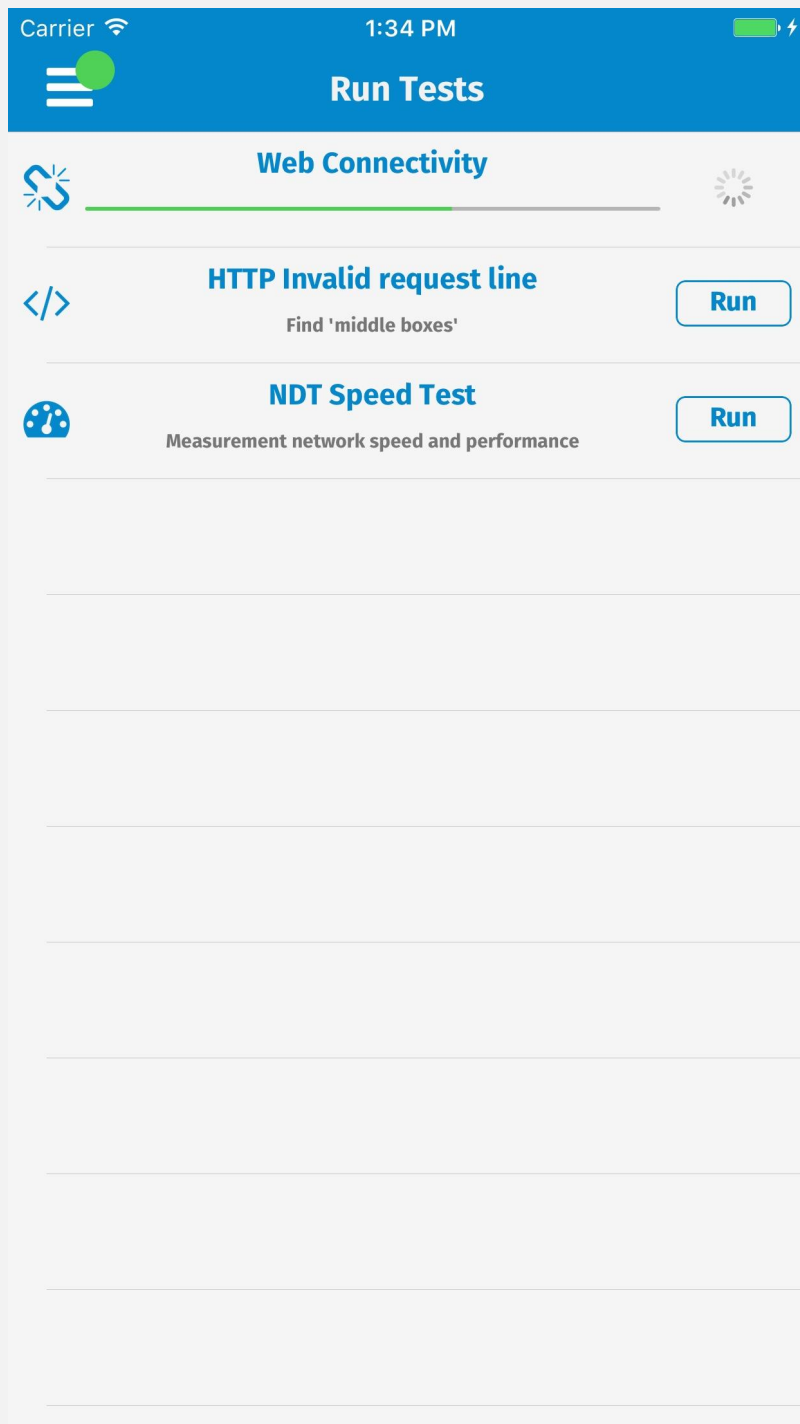 Carrier 1:34 PM
Run Tests
Web Connectivity
HTTP Invalid request line
Find 'middle boxes'
Run
NDT Speed Test
Measurement network speed and performance
Run